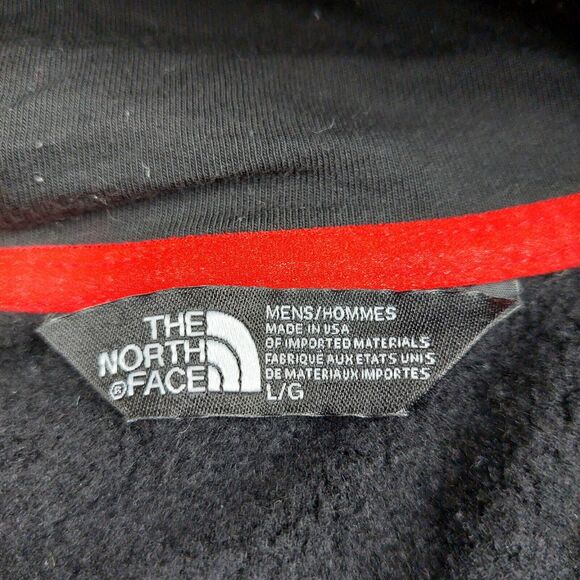 THE
NORTH
®FACE
MENS/HOMMES
MADE IN USA
OF IMPORTED MATERIALS
FABRIQUE AUX ETATS UNIS
DE MATERIAUX IMPORTES
L/G